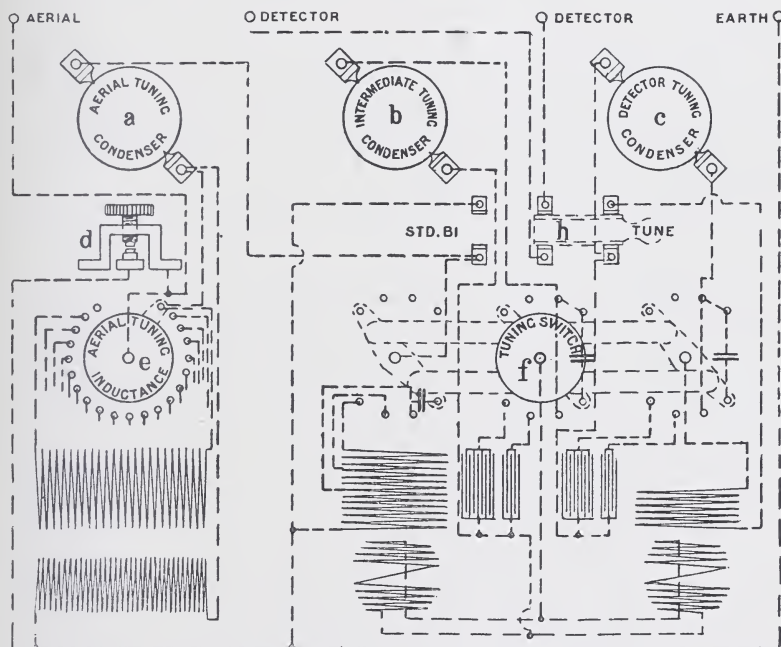 AERIAL
DETECTOR
DETECTOR
EARTH
AERIAL TUNING
a
CONDENSER
INTERMEDIATE TUNING
b
CONDENSER
DETECTOR TUNING
c
CONDENSER
d
STD. BI
h
TUNE
AERIAL TUNING
e
INDUCTANCE
TUNING SWITCH
f